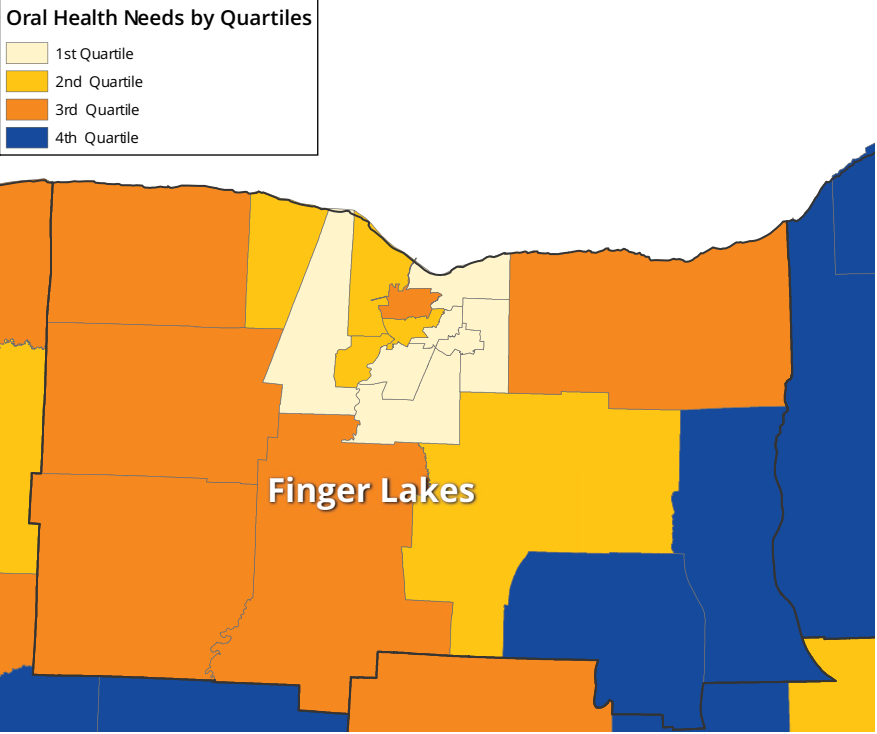 Oral Health Needs by Quartiles
1st Quartile
2nd Quartile
3rd Quartile
4th Quartile
Finger Lakes